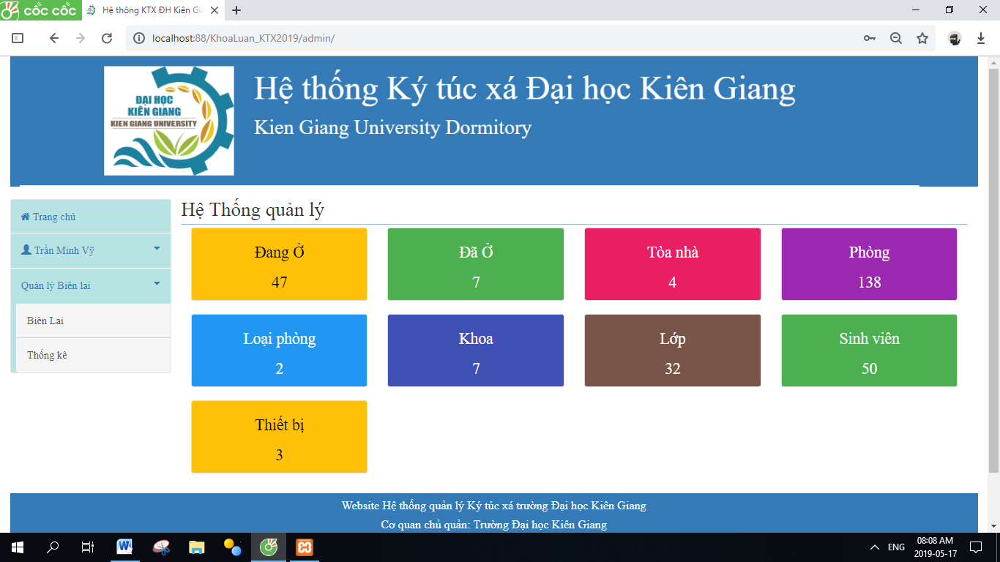 cốc cốc
Hệ thống KTX ĐH Kiên Gia
localhost:88/KhoaLuan_KTX2019/admin/
ĐẠI HỌC
KIÊN GIANG
KIEN GIANG UNIVERSITY
Hệ thống Ký túc xá Đại học Kiên Giang
Kien Giang University Dormitory
Trang chủ
Trần Minh Vỹ
Quản lý Biên lai
Biên Lai
Thống kê
Hệ Thống quản lý
Đang Ở
47
Đã Ở
7
Tòa nhà
4
Phòng
138
Loại phòng
2
Khoa
7
Lớp
32
Sinh viên
50
Thiết bị
3
Website Hệ thống quản lý Ký túc xá trường Đại học Kiên Giang
Cơ quan chủ quản: Trường Đại học Kiên Giang
ENG
08:08 AM
2019-05-17